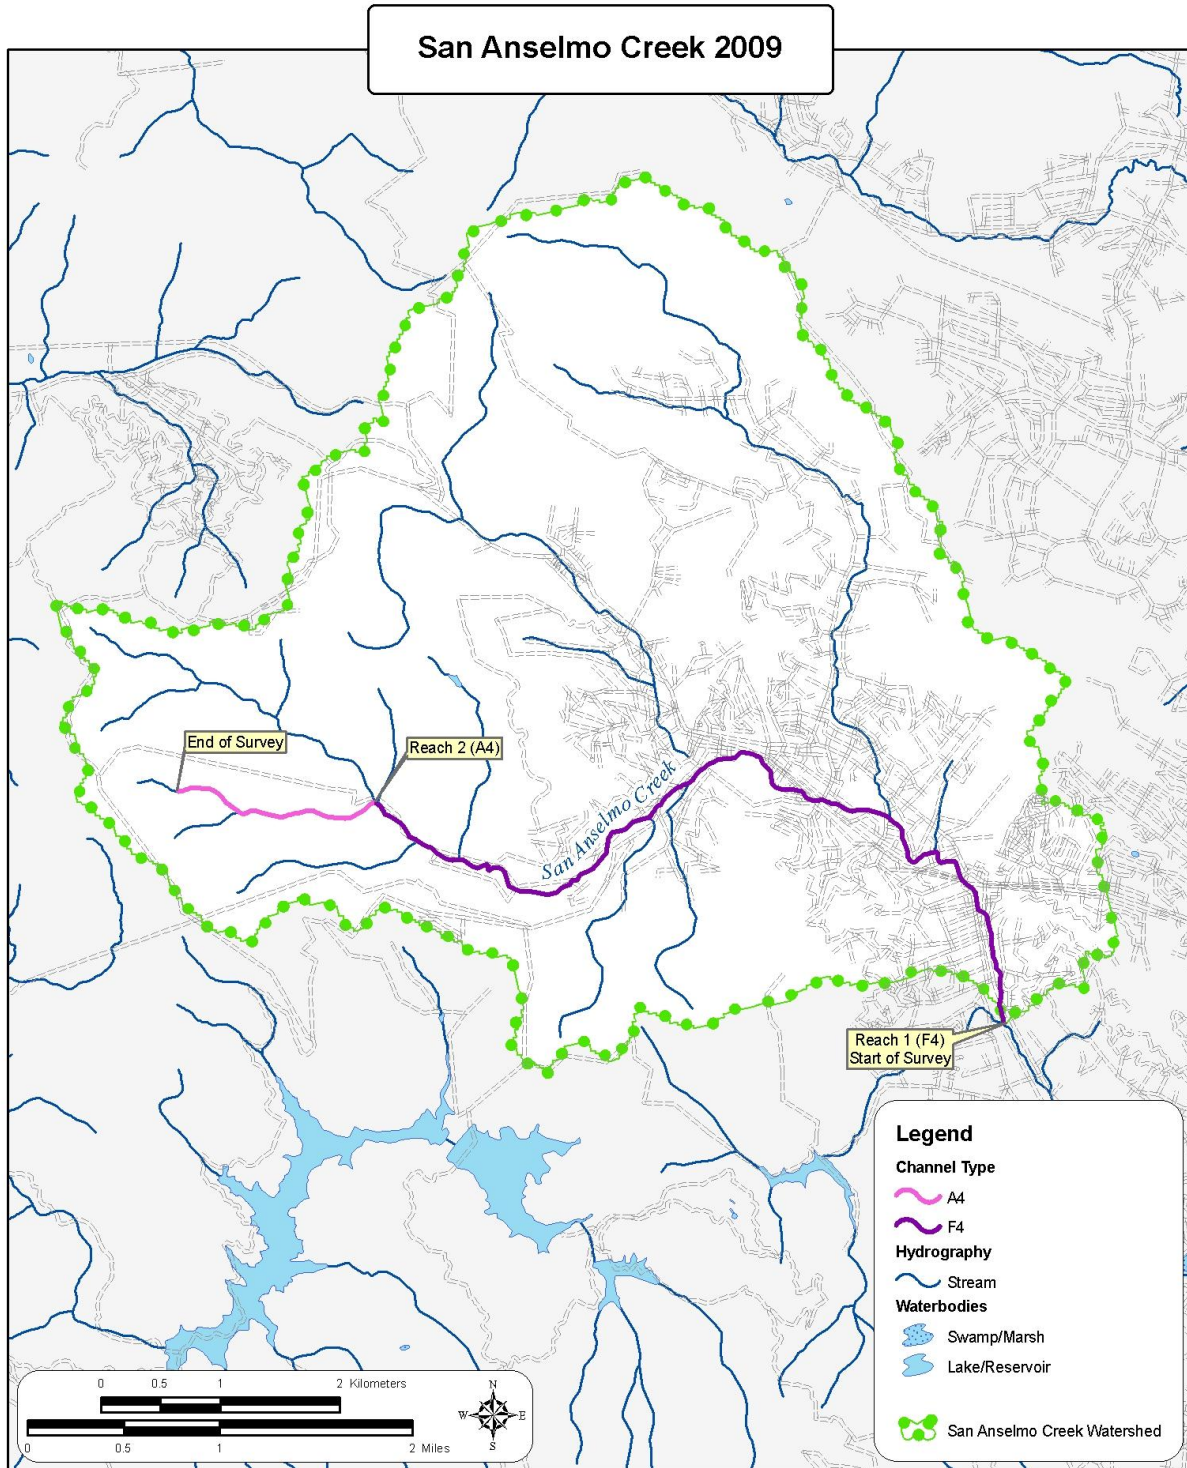 San Anselmo Creek 2009
End of Survey
Reach 2 (A4)
San Anselmo Creek
Reach 1 (F4)
Start of Survey
Legend
Channel Type
A4
F4
Hydrography
Stream
Waterbodies
Swamp/Marsh
Lake/Reservoir
San Anselmo Creek Watershed
0 0.5 1 2 Kilometers
0 0.5 1 2 Miles
N
W E
S